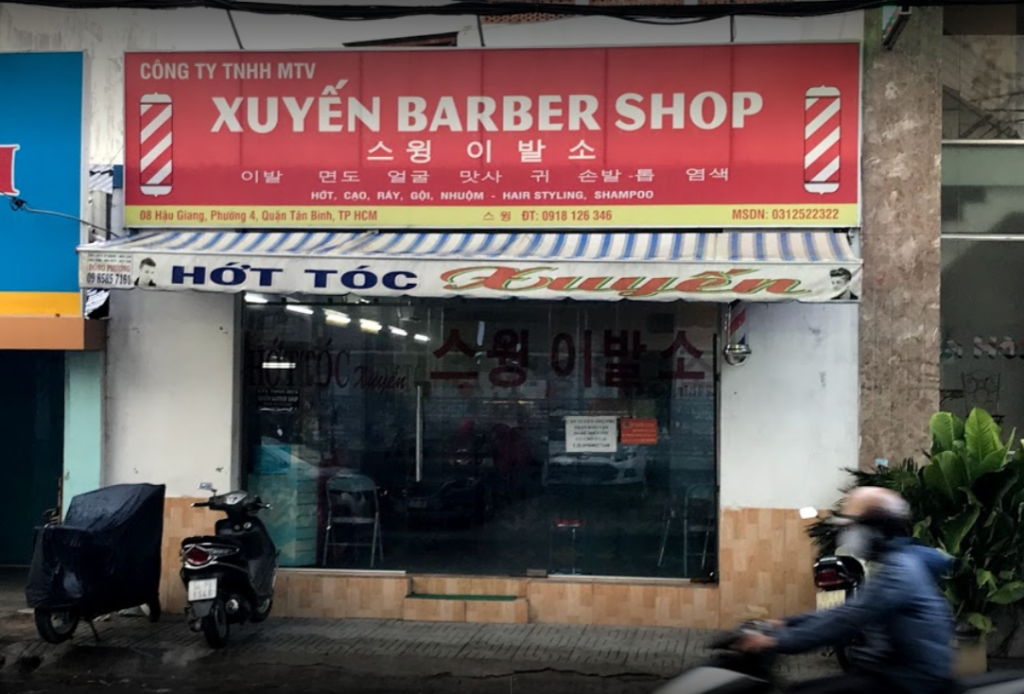 CÔNG TY TNHH MTV
XUYẾN BARBER SHOP
스윙 이발소
이발 면도 얼굴 맛사 귀 손발-톱 염색
HỚT, CẠO, RÁY, GỘI, NHUỘM - HAIR STYLING, SHAMPOO
08 Hậu Giang, Phường 4, Quận Tân Bình, TP HCM 스윙 ĐT: 0918 126 346 MSDN: 0312522322
09 6565 7161
HỚT TÓC Xuyến
HỚT TÓC Xuyến
스윙 이발소